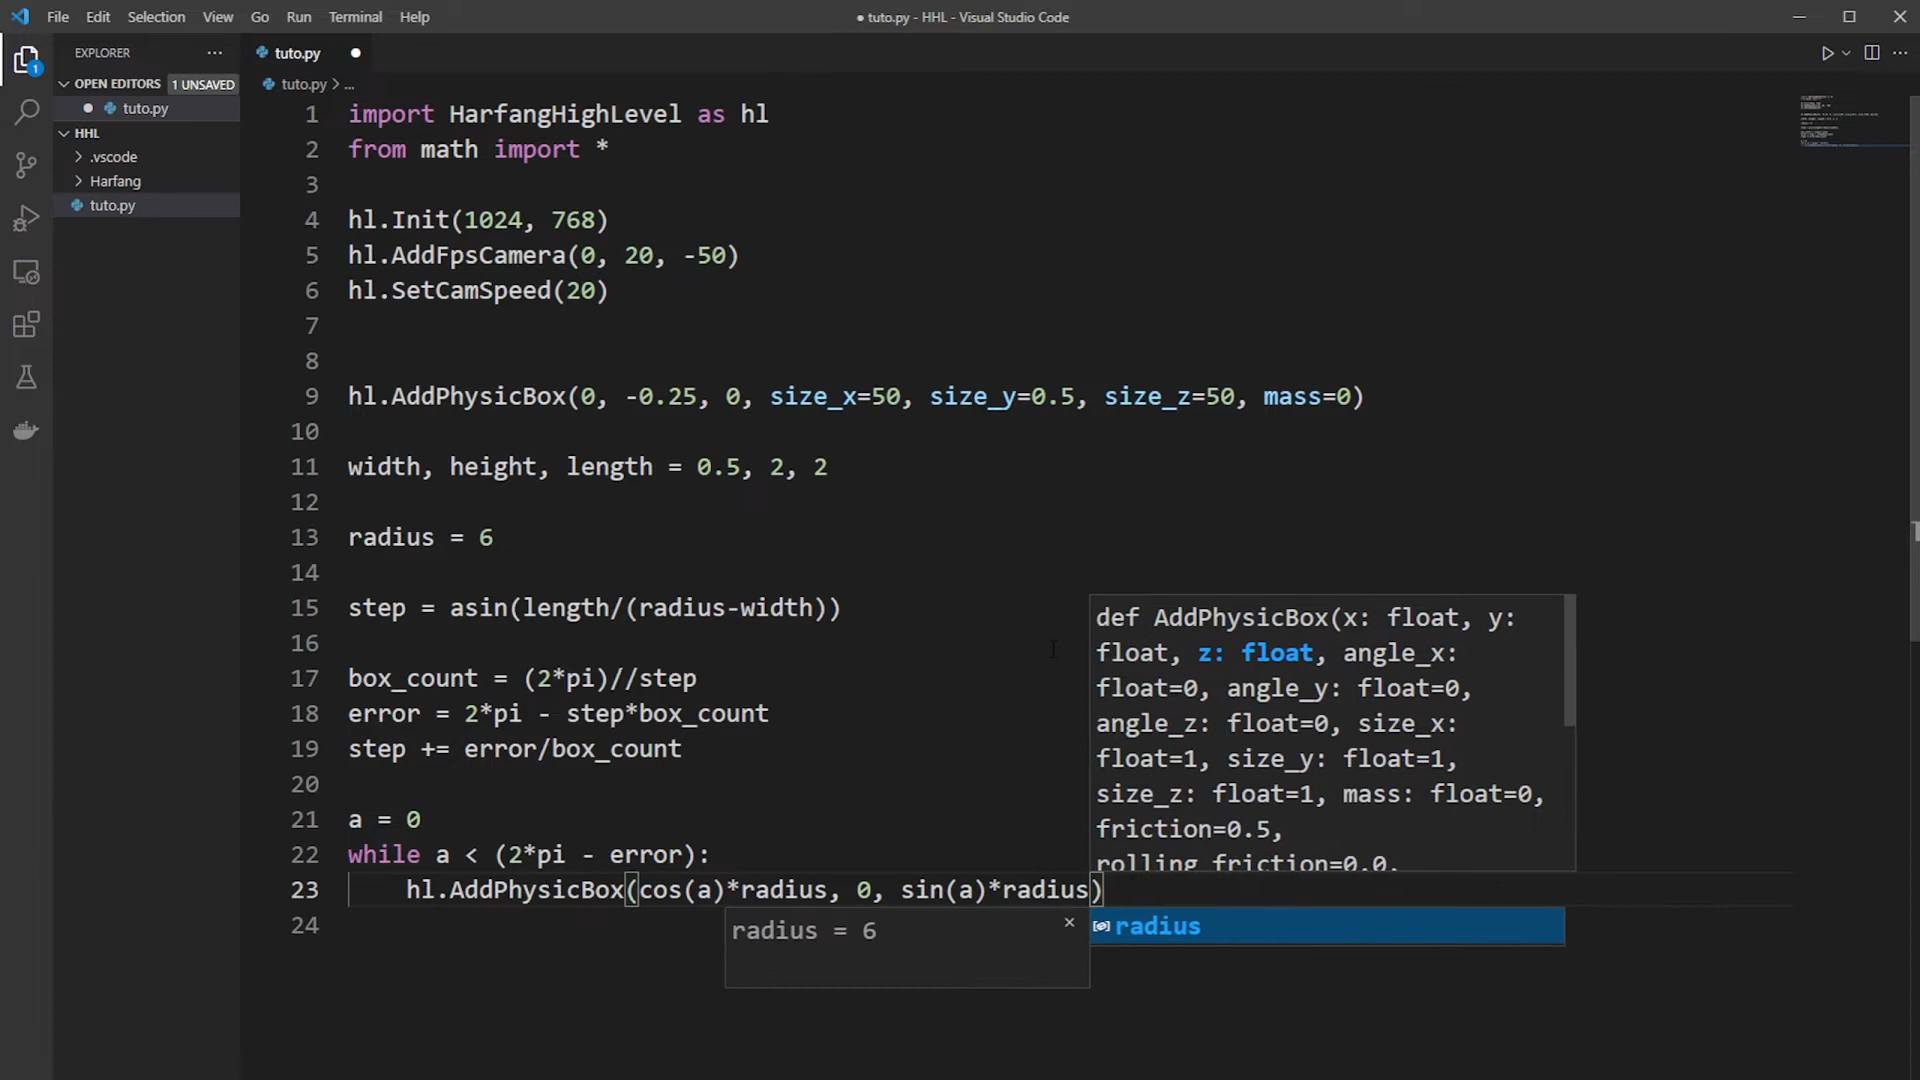 File Edit Selection View Go Run Terminal Help
● tuto.py - HHL - Visual Studio Code
EXPLORER ···
OPEN EDITORS 1 UNSAVED
tuto.py
HHL
.vscode
Harfang
tuto.py
1
tuto.py
tuto.py > ...
1 import HarfangHighLevel as hl
2 from math import *
3
4 hl.Init(1024, 768)
5 hl.AddFpsCamera(0, 20, -50)
6 hl.SetCamSpeed(20)
7
8
9 hl.AddPhysicBox(0, -0.25, 0, size_x=50, size_y=0.5, size_z=50, mass=0)
10
11 width, height, length = 0.5, 2, 2
12
13 radius = 6
14
15 step = asin(length/(radius-width))
16
17 box_count = (2*pi)//step
18 error = 2*pi - step*box_count
19 step += error/box_count
20
21 a = 0
22 while a < (2*pi - error):
23 hl.AddPhysicBox(cos(a)*radius, 0, sin(a)*radius)
24
def AddPhysicBox(x: float, y:
float, z: float, angle_x:
float=0, angle_y: float=0,
angle_z: float=0, size_x:
float=1, size_y: float=1,
size_z: float=1, mass: float=0,
friction=0.5,
rolling_friction=0.0,
radius = 6
radius